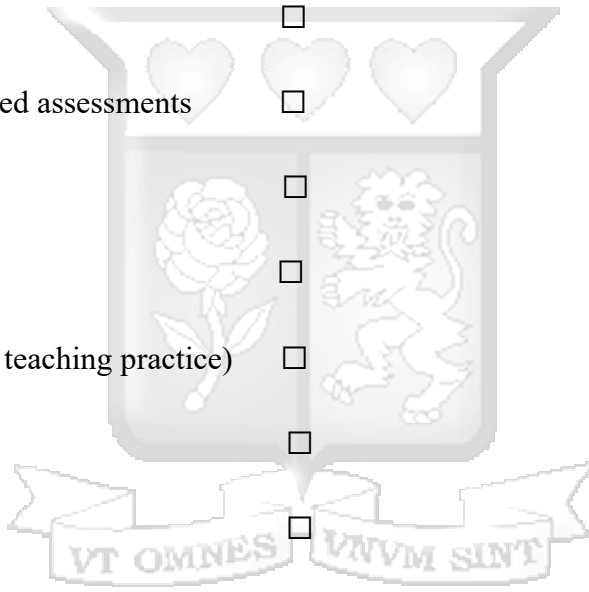 ☐
ed assessments ☐
☐
☐
teaching practice) ☐
☐
☐
VT OMNES VNVM SINT